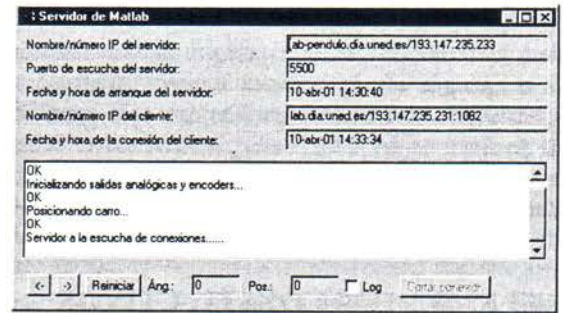 Servidor de Matlab
Nombre/número IP del servidor: lab-pendulo.dia.uned.es/193.147.235.233
Puerto de escucha del servidor: 5500
Fecha y hora de arranque del servidor: 10-abr-01 14:30:40
Nombre/número IP del cliente: lab.dia.uned.es/193.147.235.231:1062
Fecha y hora de la conexión del cliente: 10-abr-01 14:33:34
OK
Inicializando salidas analógicas y encoders...
OK
Posicionando carro...
OK
Servidor a la escucha de conexiones......
<- -> Reiniciar Áng.: 0 Pos.: 0 Log Cortar conexión